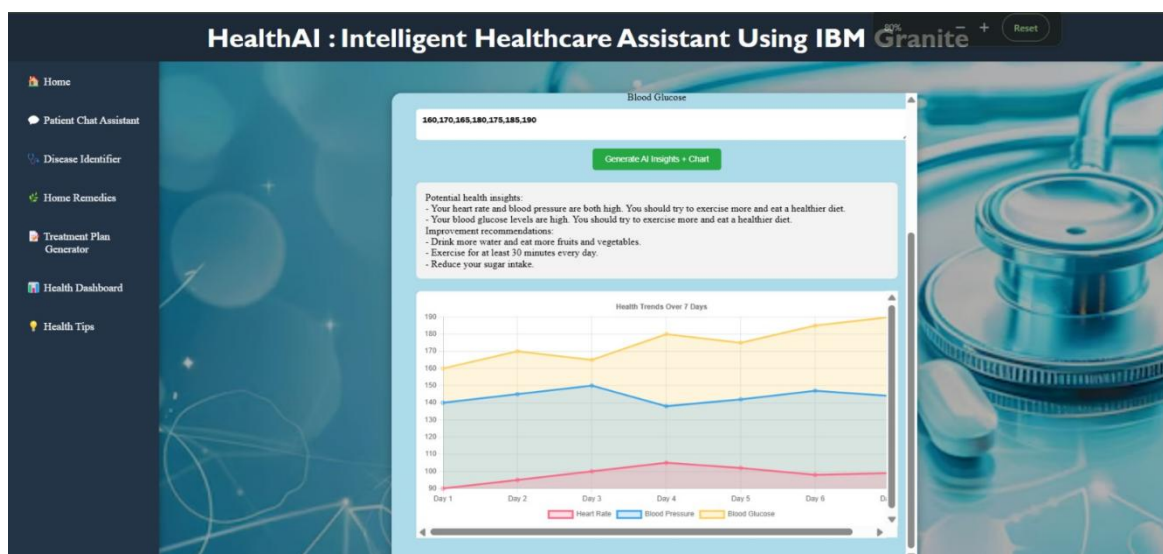 HealthAI : Intelligent Healthcare Assistant Using IBM Granite
80%
−
+
Reset
Home
Patient Chat Assistant
Disease Identifier
Home Remedies
Treatment Plan
Generator
Health Dashboard
Health Tips
Blood Glucose
160,170,165,180,175,185,190
Generate AI Insights + Chart
Potential health insights:
- Your heart rate and blood pressure are both high. You should try to exercise more and eat a healthier diet.
- Your blood glucose levels are high. You should try to exercise more and eat a healthier diet.
Improvement recommendations:
- Drink more water and eat more fruits and vegetables.
- Exercise for at least 30 minutes every day.
- Reduce your sugar intake.
Health Trends Over 7 Days
190
180
170
160
150
140
130
120
110
100
90
Day 1 Day 2 Day 3 Day 4 Day 5 Day 6
Heart Rate Blood Pressure Blood Glucose